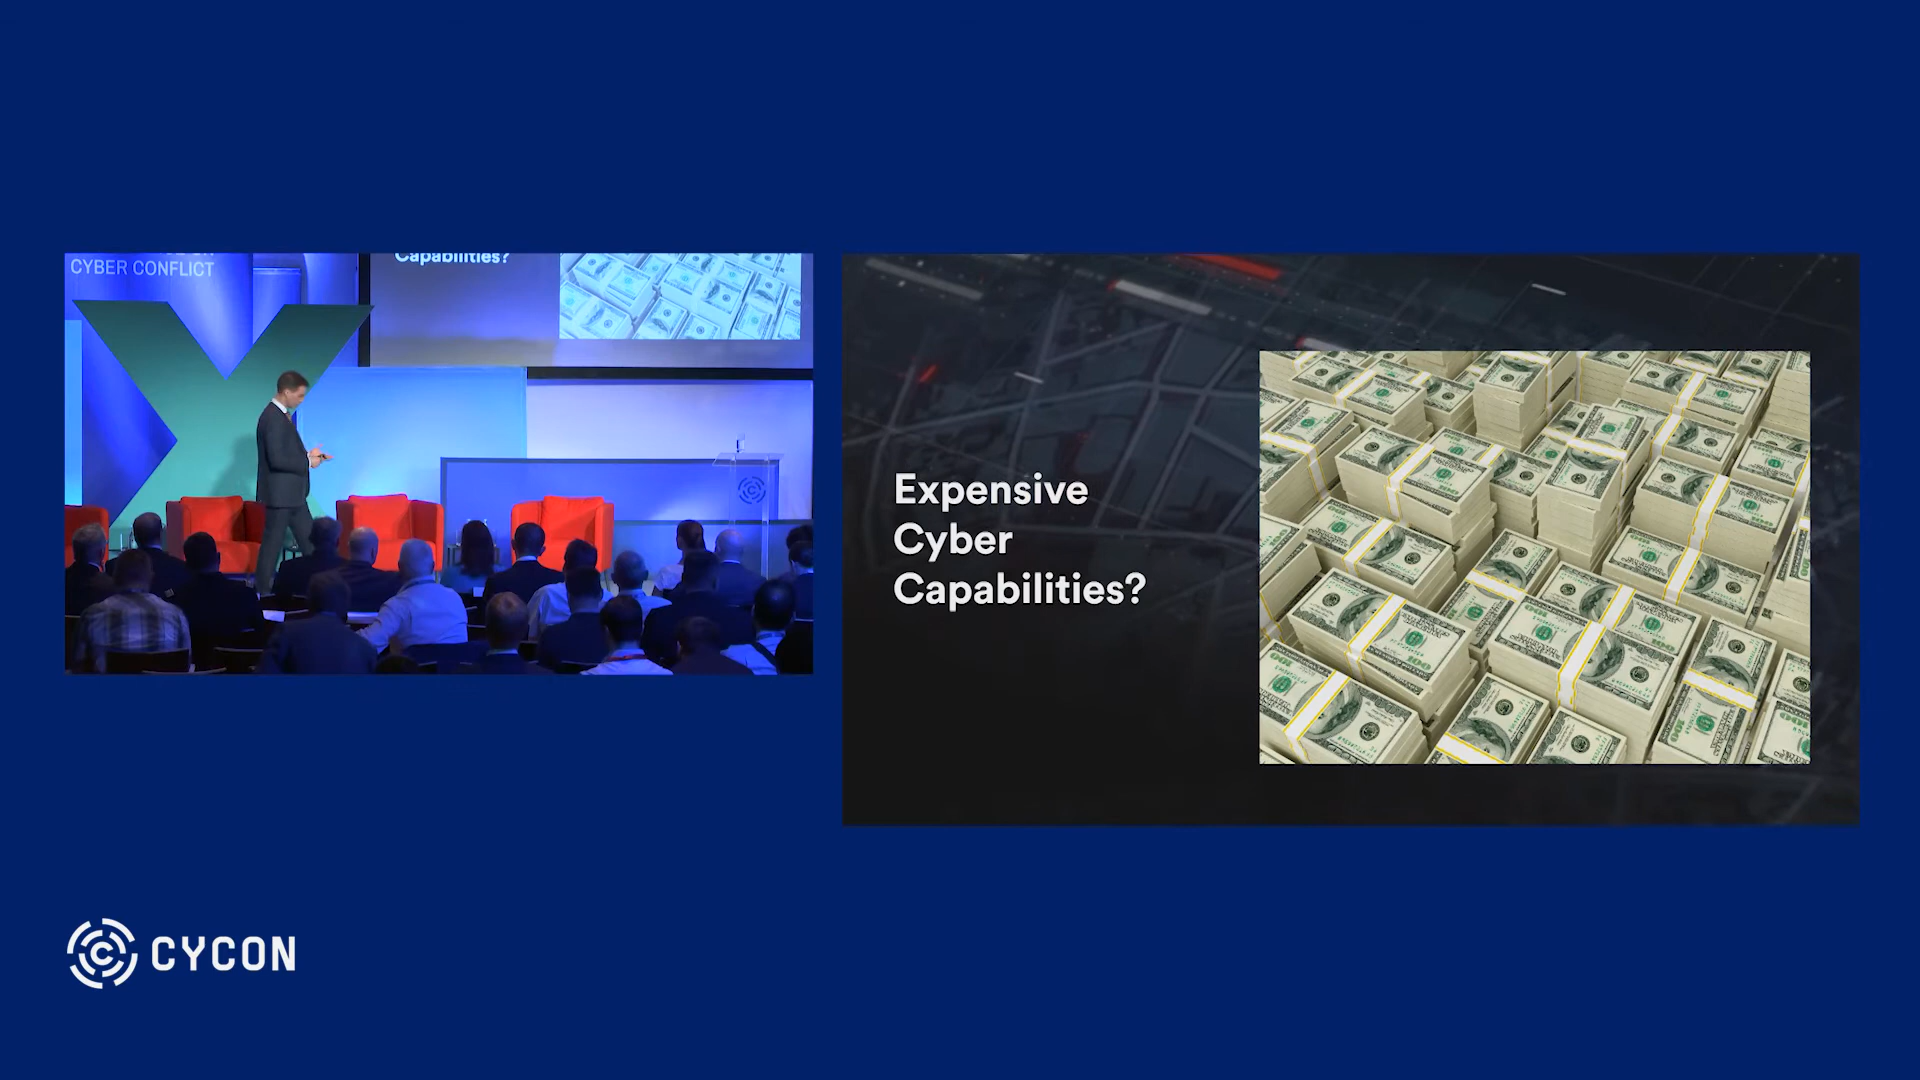 CYBER CONFLICT
Capabilities?
Expensive
Cyber
Capabilities?
CYCON